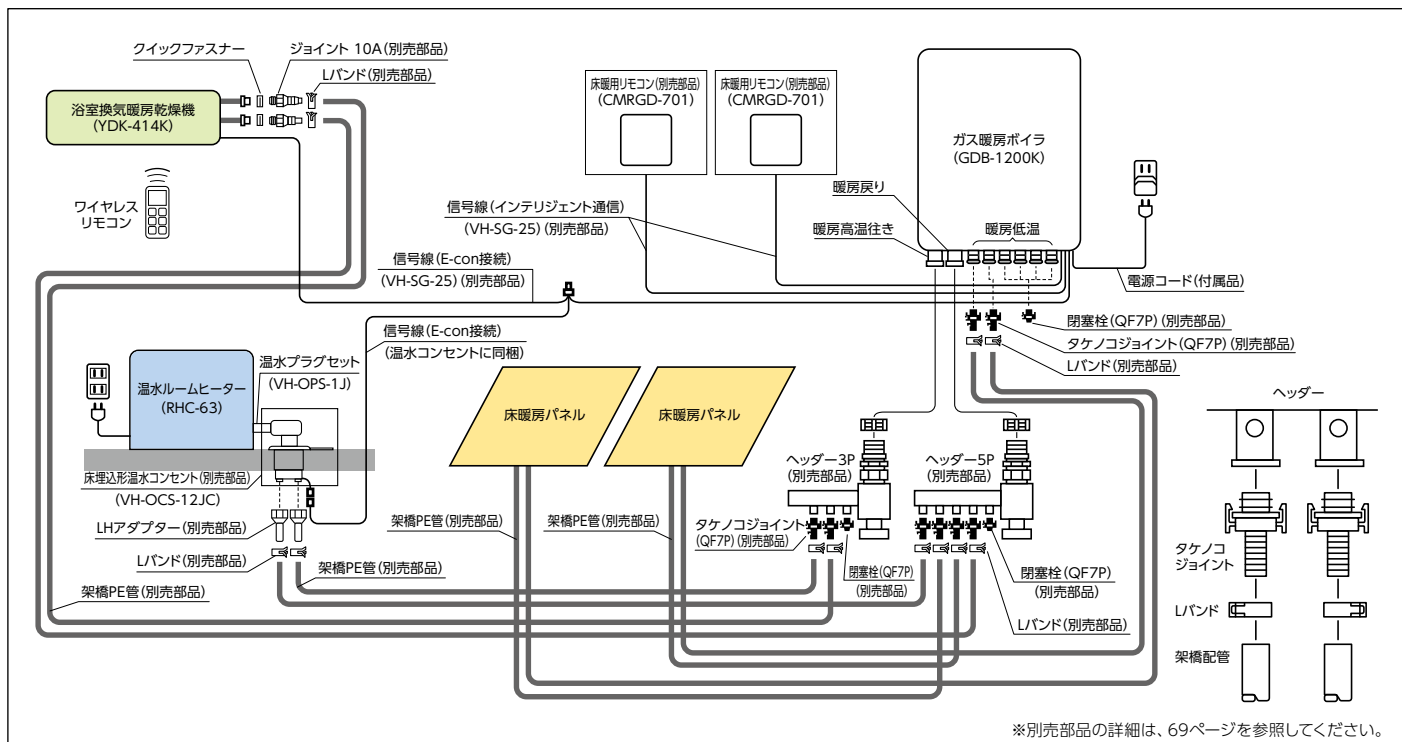 クイックファスナー
ジョイント 10A(別売部品)
Lバンド(別売部品)
浴室換気暖房乾燥機
(YDK-414K)
ワイヤレス
リモコン
床暖用リモコン(別売部品)
(CMRGD-701)
床暖用リモコン(別売部品)
(CMRGD-701)
ガス暖房ボイラ
(GDB-1200K)
暖房戻り
暖房高温往き
暖房低温
信号線(インテリジェント通信)
(VH-SG-25)(別売部品)
信号線(E-con接続)
(VH-SG-25)(別売部品)
電源コード(付属品)
信号線(E-con接続)
(温水コンセントに同梱)
閉塞栓(QF7P)(別売部品)
タケノコジョイント(QF7P)(別売部品)
Lバンド(別売部品)
温水プラグセット
(VH-OPS-1J)
温水ルームヒーター
(RHC-63)
床暖房パネル
床暖房パネル
床埋込形温水コンセント(別売部品)
(VH-OCS-12JC)
LHアダプター(別売部品)
Lバンド(別売部品)
架橋PE管(別売部品)
架橋PE管(別売部品)
架橋PE管(別売部品)
架橋PE管(別売部品)
ヘッダー3P
(別売部品)
ヘッダー5P
(別売部品)
タケノコジョイント
(QF7P)(別売部品)
閉塞栓(QF7P)
(別売部品)
閉塞栓(QF7P)
(別売部品)
Lバンド(別売部品)
ヘッダー
タケノコ
ジョイント
Lバンド
架橋配管
※別売部品の詳細は、69ページを参照してください。